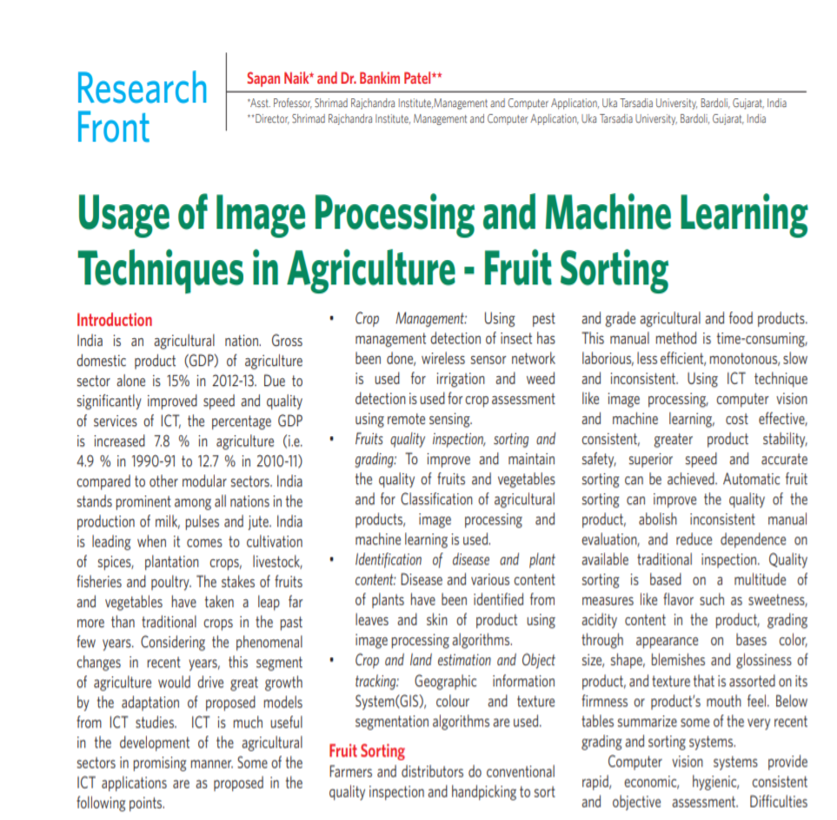 Research
Front
Sapan Naik* and Dr. Bankim Patel**
*Asst. Professor, Shrimad Rajchandra Institute,Management and Computer Application, Uka Tarsadia University, Bardoli, Gujarat, India
**Director, Shrimad Rajchandra Institute, Management and Computer Application, Uka Tarsadia University, Bardoli, Gujarat, India
Usage of Image Processing and Machine Learning
Techniques in Agriculture - Fruit Sorting
Introduction
India is an agricultural nation. Gross
domestic product (GDP) of agriculture
sector alone is 15% in 2012-13. Due to
significantly improved speed and quality
of services of ICT, the percentage GDP
is increased 7.8 % in agriculture (i.e.
4.9 % in 1990-91 to 12.7 % in 2010-11)
compared to other modular sectors. India
stands prominent among all nations in the
production of milk, pulses and jute. India
is leading when it comes to cultivation
of spices, plantation crops, livestock,
fisheries and poultry. The stakes of fruits
and vegetables have taken a leap far
more than traditional crops in the past
few years. Considering the phenomenal
changes in recent years, this segment
of agriculture would drive great growth
by the adaptation of proposed models
from ICT studies. ICT is much useful
in the development of the agricultural
sectors in promising manner. Some of the
ICT applications are as proposed in the
following points.
• Crop Management: Using pest
management detection of insect has
been done, wireless sensor network
is used for irrigation and weed
detection is used for crop assessment
using remote sensing.
• Fruits quality inspection, sorting and
grading: To improve and maintain
the quality of fruits and vegetables
and for Classification of agricultural
products, image processing and
machine learning is used.
• Identification of disease and plant
content: Disease and various content
of plants have been identified from
leaves and skin of product using
image processing algorithms.
• Crop and land estimation and Object
tracking: Geographic information
System(GIS), colour and texture
segmentation algorithms are used.
Fruit Sorting
Farmers and distributors do conventional
quality inspection and handpicking to sort
and grade agricultural and food products.
This manual method is time-consuming,
laborious, less efficient, monotonous, slow
and inconsistent. Using ICT technique
like image processing, computer vision
and machine learning, cost effective,
consistent, greater product stability,
safety, superior speed and accurate
sorting can be achieved. Automatic fruit
sorting can improve the quality of the
product, abolish inconsistent manual
evaluation, and reduce dependence on
available traditional inspection. Quality
sorting is based on a multitude of
measures like flavor such as sweetness,
acidity content in the product, grading
through appearance on bases color,
size, shape, blemishes and glossiness of
product, and texture that is assorted on its
firmness or product's mouth feel. Below
tables summarize some of the very recent
grading and sorting systems.
Computer vision systems provide
rapid, economic, hygienic, consistent
and objective assessment. Difficulties